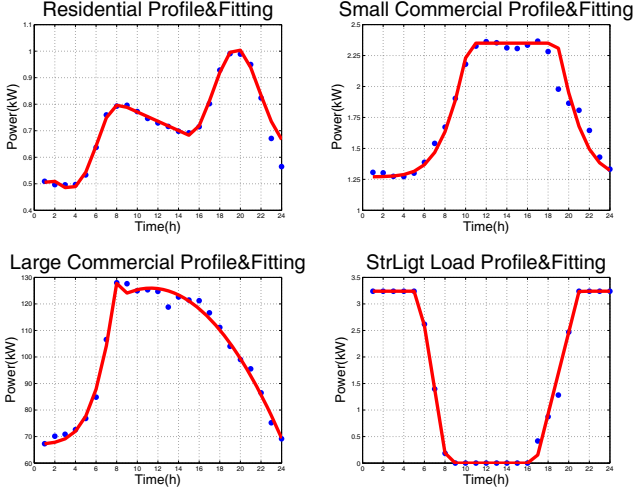 Residential Profile&Fitting
Small Commercial Profile&Fitting
1.1
1
0.9
0.8
0.7
0.6
0.5
0.4
Power(kW)
0 2 4 6 8 10 12 14 16 18 20 22 24
Time(h)
2.5
2.25
2
1.75
1.5
1.25
1
Power(kW)
0 2 4 6 8 10 12 14 16 18 20 22 24
Time(h)
Large Commercial Profile&Fitting
StrLigt Load Profile&Fitting
130
120
110
100
90
80
70
60
Power(kW)
0 2 4 6 8 10 12 14 16 18 20 22 24
Time(h)
3.5
3
2.5
2
1.5
1
0.5
0
Power(kW)
0 2 4 6 8 10 12 14 16 18 20 22 24
Time(h)